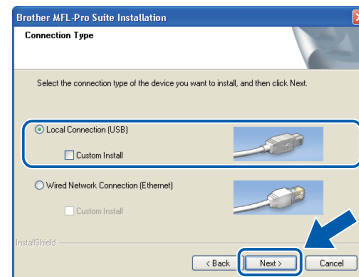 Brother MFL-Pro Suite Installation
Connection Type
Select the connection type of the device you want to install, and then click Next.
Local Connection (USB)
Custom Install
Wired Network Connection (Ethernet)
Custom Install
InstallShield
< Back
Next >
Cancel